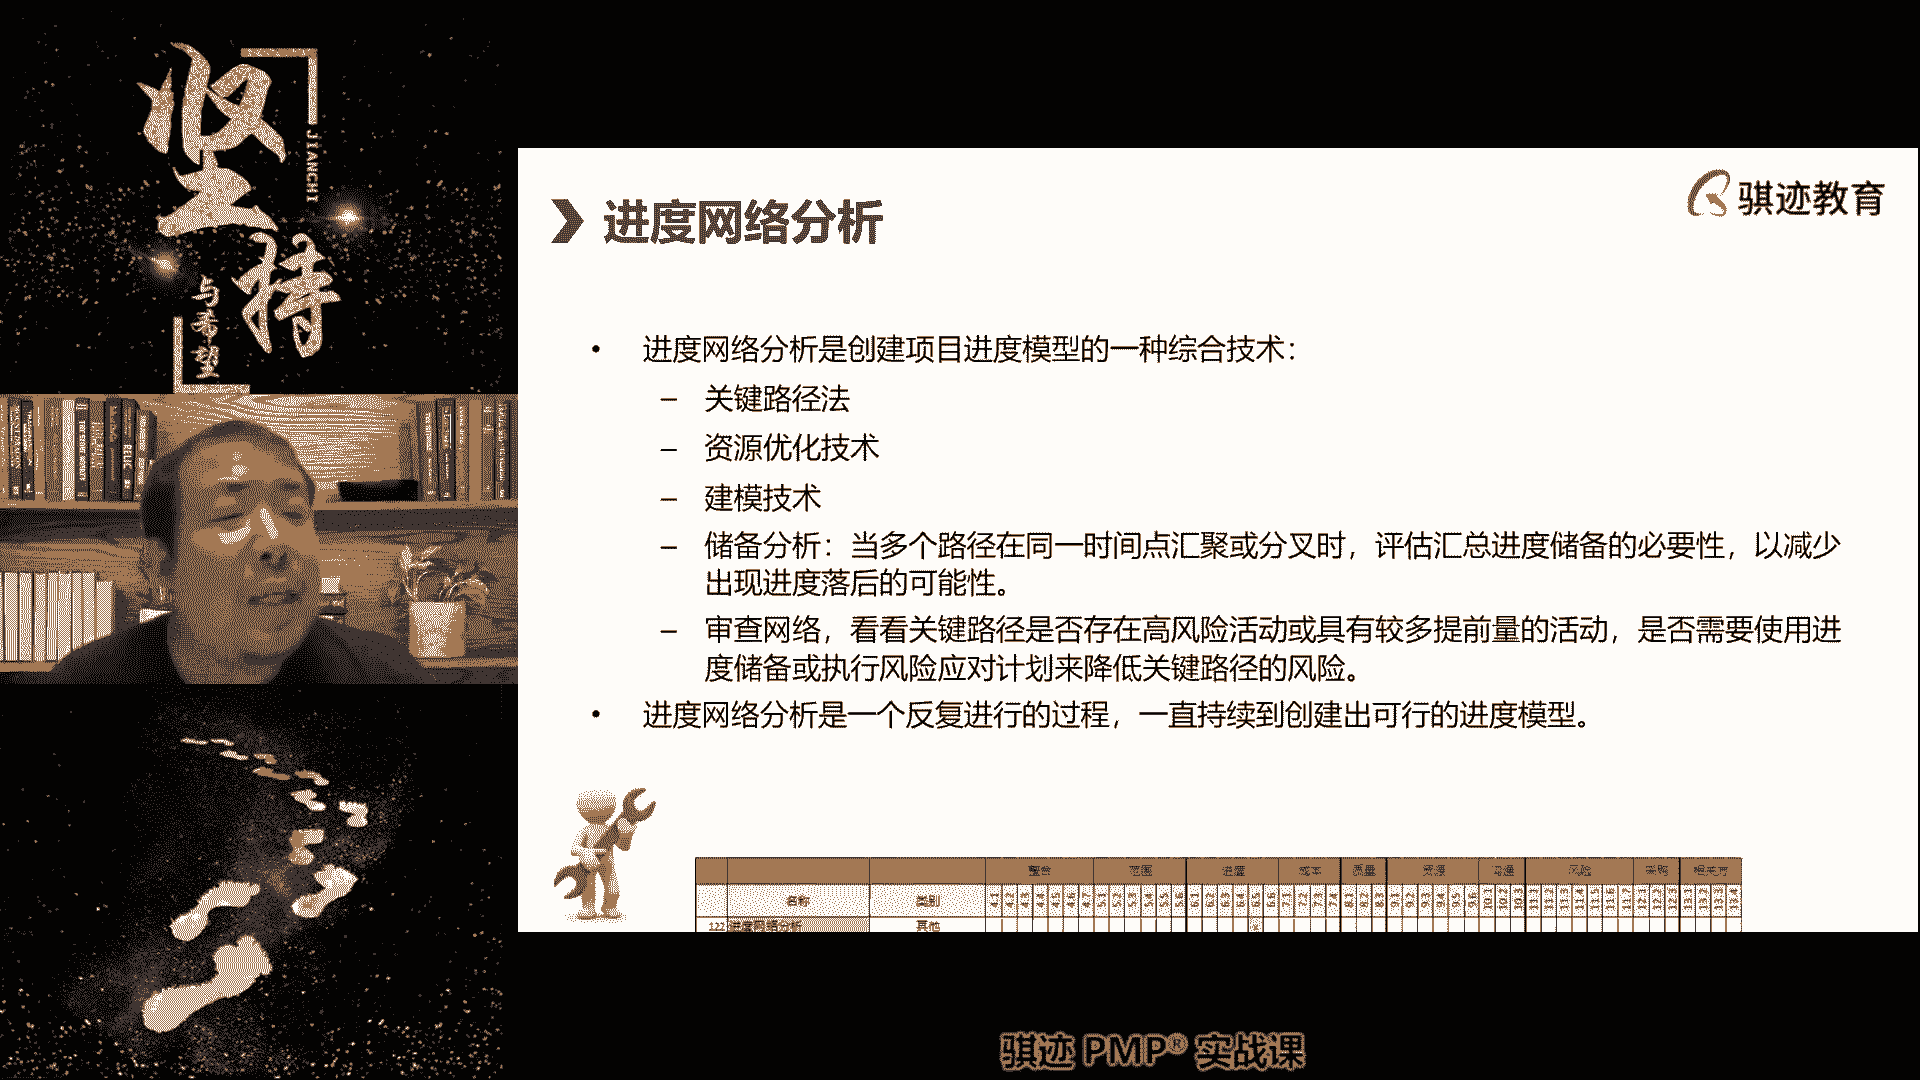 坚持
JIANCHI
与希望
进度网络分析
骐迹教育
• 进度网络分析是创建项目进度模型的一种综合技术：
– 关键路径法
– 资源优化技术
– 建模技术
– 储备分析：当多个路径在同一时间点汇聚或分叉时，评估汇总进度储备的必要性，以减少
出现进度落后的可能性。
– 审查网络，看看关键路径是否存在高风险活动或具有较多提前量的活动，是否需要使用进
度储备或执行风险应对计划来降低关键路径的风险。
• 进度网络分析是一个反复进行的过程，一直持续到创建出可行的进度模型。
整合 范围 进度 成本 质量 资源 沟通 风险 采购 相关方
名称 类别
122 进度网络分析 其他
骐迹 PMP® 实战课